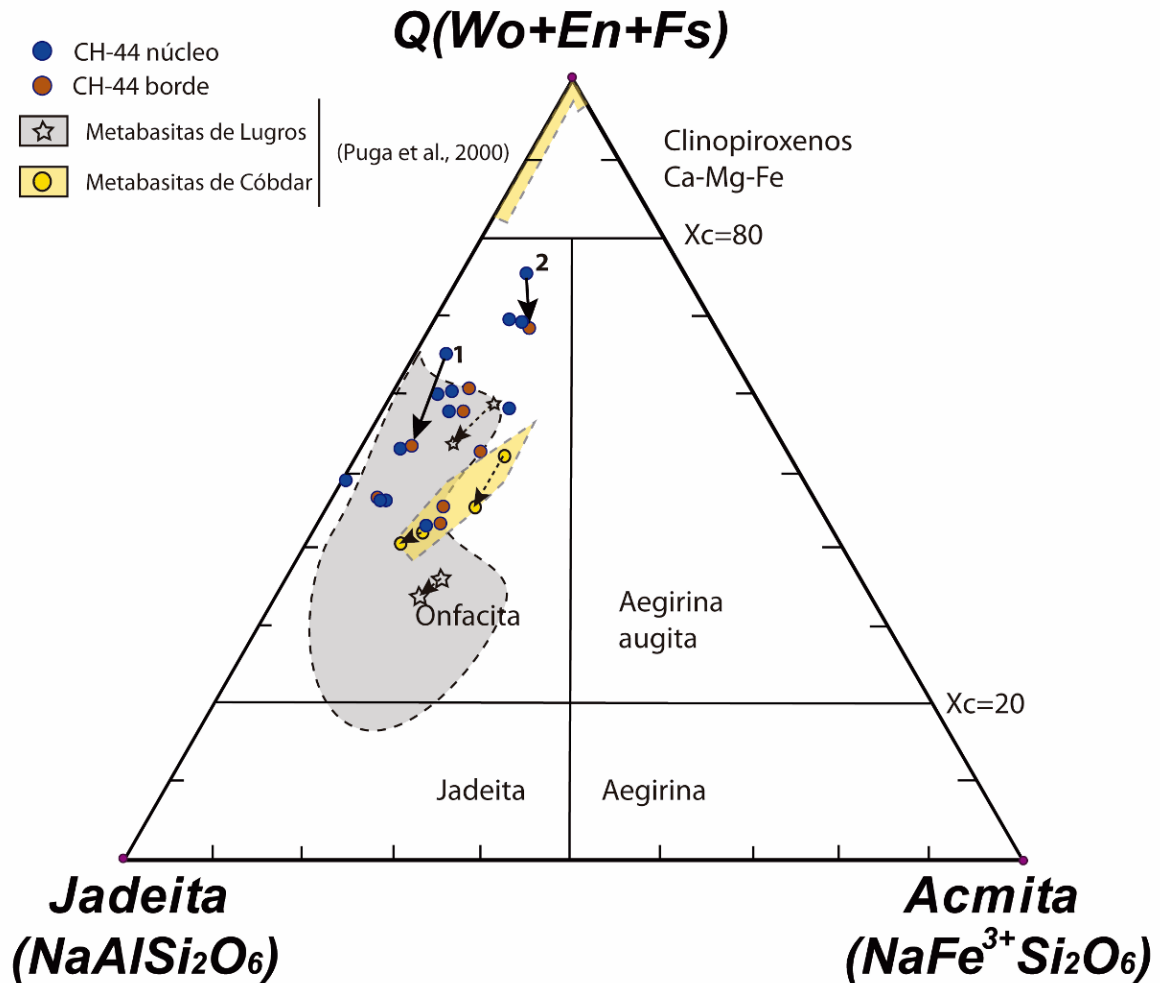 Q(Wo+En+Fs)
CH-44 núcleo
CH-44 borde
Metabasitas de Lugros
(Puga et al., 2000)
Metabasitas de Cóbdar
Clinopiroxenos
Ca-Mg-Fe
Xc=80
2
1
Onfacita
Aegirina
augita
Xc=20
Jadeita
Aegirina
Jadeita
(NaAlSi₂O₆)
Acmita
(NaFe³⁺Si₂O₆)